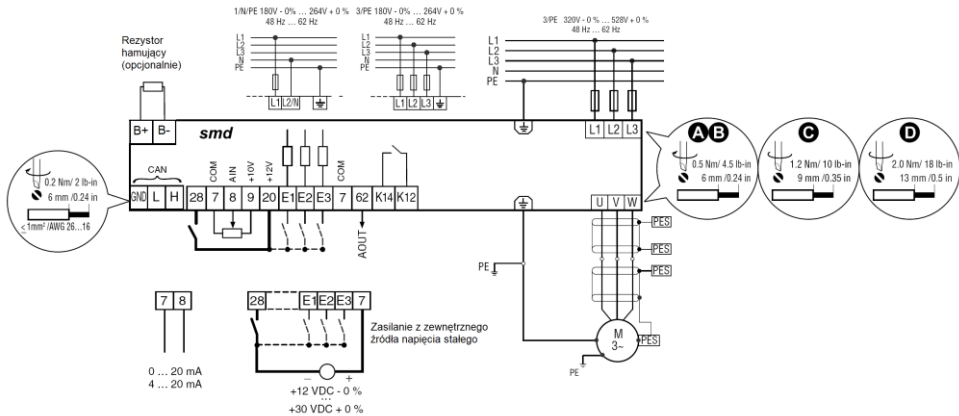 1/N/PE 180V - 0% ... 264V + 0 %
48 Hz ... 62 Hz
3/PE 180V - 0% ... 264V + 0 %
48 Hz ... 62 Hz
3/PE 320V - 0% ... 528V + 0 %
48 Hz ... 62 Hz
L1
L2
L3
N
PE
L1
L2
L3
N
PE
L1
L2
L3
N
PE
L1 L2/N
L1 L2 L3
Rezystor
hamujący
(opcjonalnie)
B+ B-
smd
L1 L2 L3
CAN
GND L H
COM
AIN
+10V
+12V
COM
28 7 8 9 20 E1 E2 E3 7 62 K14 K12
AOUT
U V W
0.2 Nm/ 2 lb-in
6 mm /0.24 in
≤ 1mm² /AWG 26...16
A B
0.5 Nm/ 4.5 lb-in
6 mm/0.24 in
C
1.2 Nm/ 10 lb-in
9 mm/0.35 in
D
2.0 Nm/ 18 lb-in
13 mm/0.5 in
PES
PES
PES
PES
PES
PE
M
3~
PE
7 8
0 ... 20 mA
4 ... 20 mA
28 E1 E2 E3 7
Zasilanie z zewnętrznego
źródła napięcia stałego
– +
+12 VDC - 0 %
...
+30 VDC + 0 %